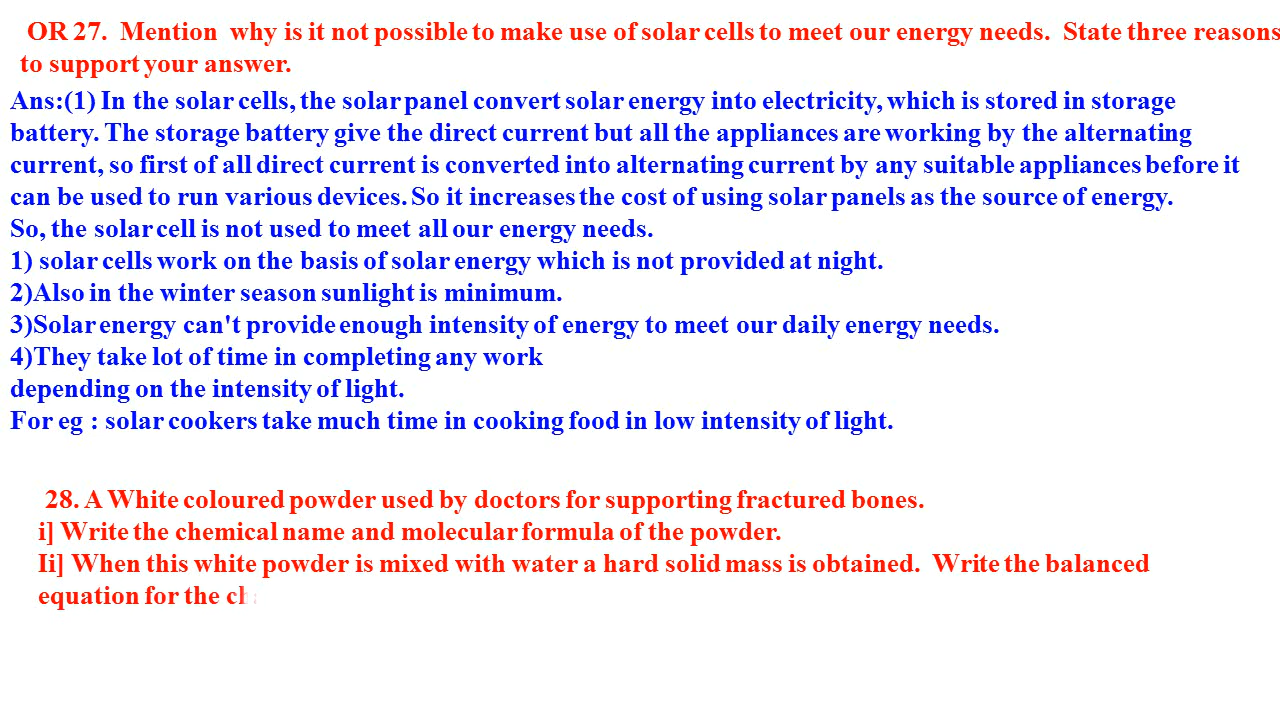 OR 27. Mention why is it not possible to make use of solar cells to meet our energy needs. State three reasons
to support your answer.
Ans:(1) In the solar cells, the solar panel convert solar energy into electricity, which is stored in storage
battery. The storage battery give the direct current but all the appliances are working by the alternating
current, so first of all direct current is converted into alternating current by any suitable appliances before it
can be used to run various devices. So it increases the cost of using solar panels as the source of energy.
So, the solar cell is not used to meet all our energy needs.
1) solar cells work on the basis of solar energy which is not provided at night.
2)Also in the winter season sunlight is minimum.
3)Solar energy can't provide enough intensity of energy to meet our daily energy needs.
4)They take lot of time in completing any work
depending on the intensity of light.
For eg : solar cookers take much time in cooking food in low intensity of light.
28. A White coloured powder used by doctors for supporting fractured bones.
i] Write the chemical name and molecular formula of the powder.
Ii] When this white powder is mixed with water a hard solid mass is obtained. Write the balanced
equation for the